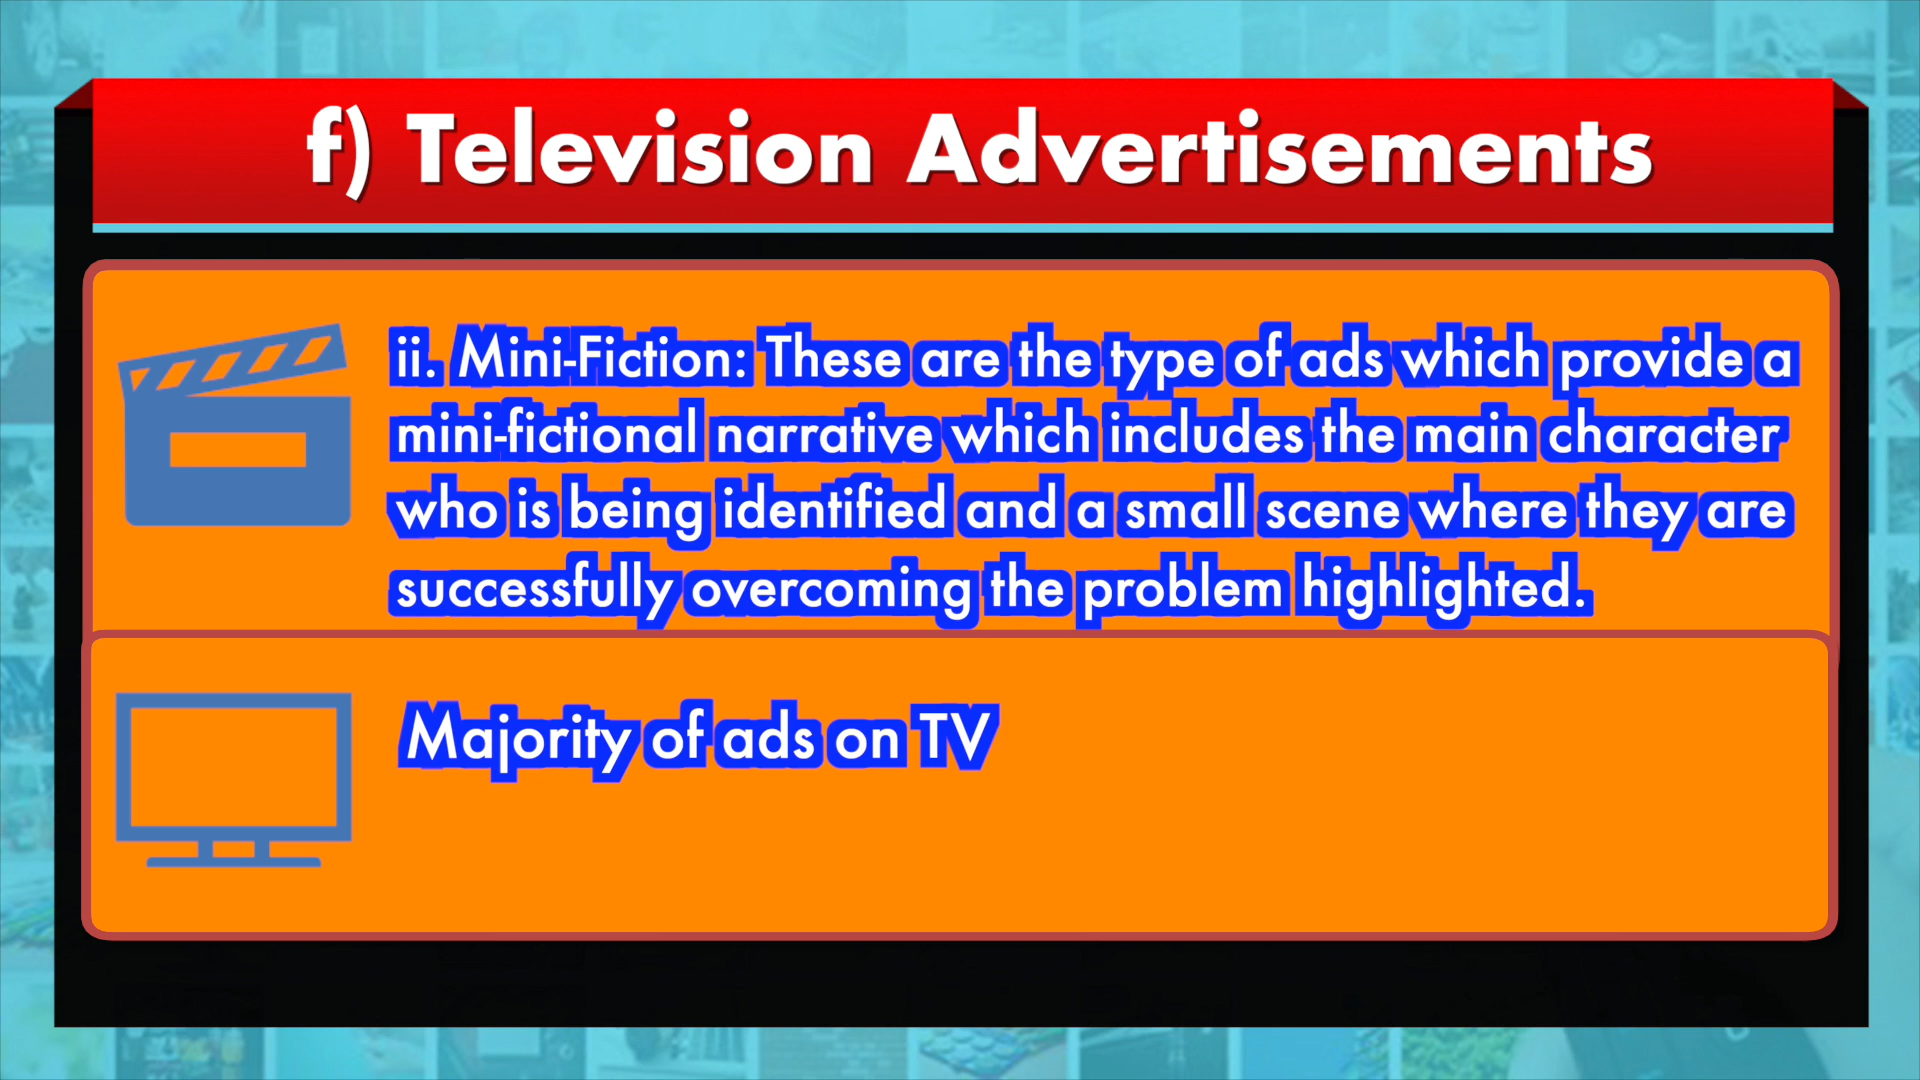 f) Television Advertisements
ii. Mini-Fiction: These are the type of ads which provide a
mini-fictional narrative which includes the main character
who is being identified and a small scene where they are
successfully overcoming the problem highlighted.
Majority of ads on TV